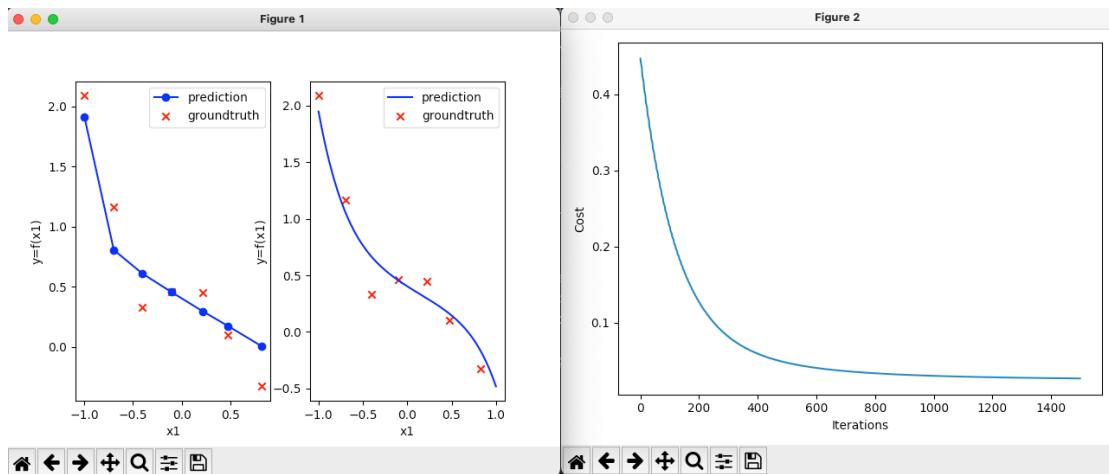 Figure 1
prediction
groundtruth
2.0
1.5
1.0
0.5
0.0
y=f(x1)
−1.0
−0.5
0.0
0.5
x1
prediction
groundtruth
2.0
1.5
1.0
0.5
0.0
−0.5
y=f(x1)
−1.0
−0.5
0.0
0.5
1.0
x1
Figure 2
0.4
0.3
0.2
0.1
Cost
0
200
400
600
800
1000
1200
1400
Iterations